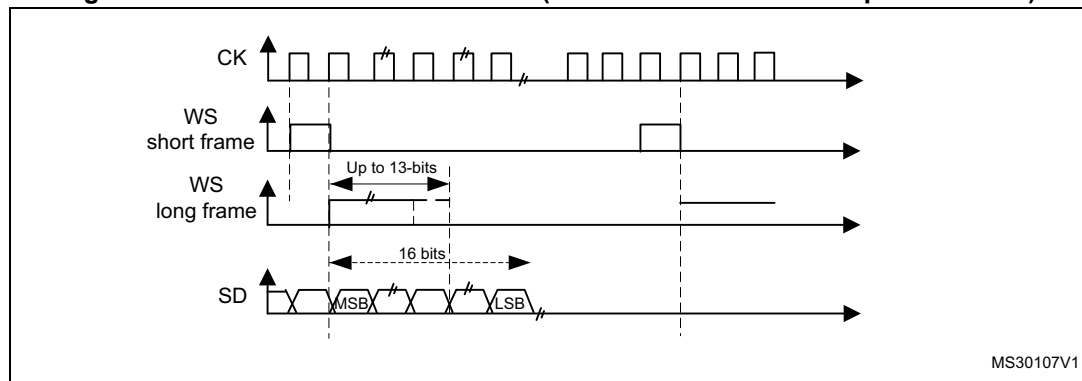 CK
WS
short frame
Up to 13-bits
WS
long frame
16 bits
SD
MSB
LSB
MS30107V1